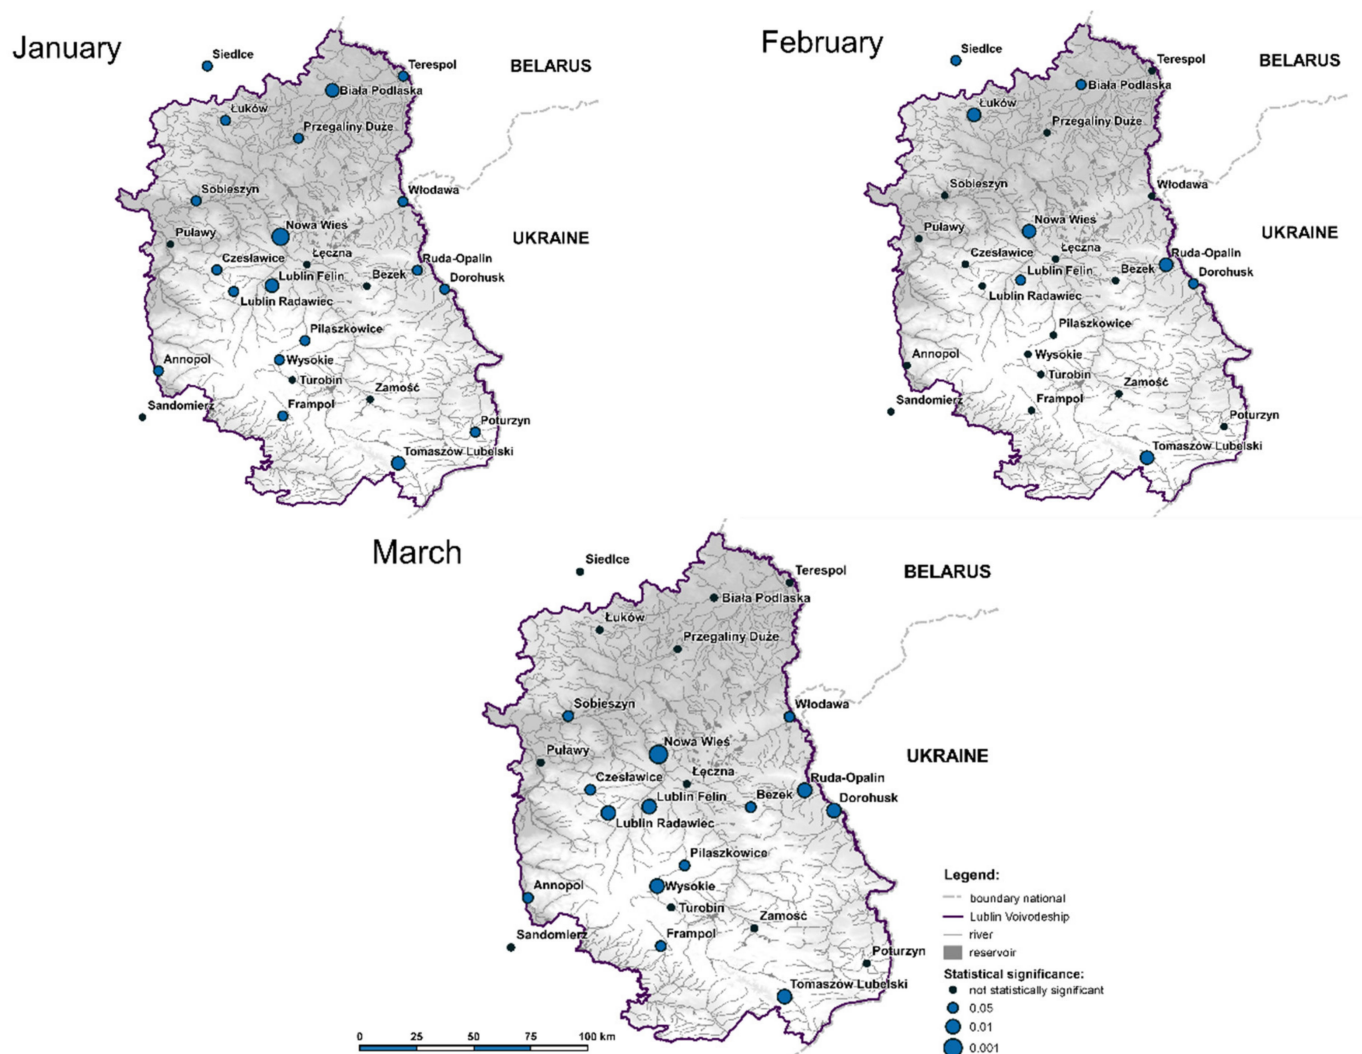 January
Siedlce
Terespol
BELARUS
Biała Podlaska
Łuków
Przegaliny Duże
Sobieszyn
Włodawa
Nowa Wieś
Puławy
UKRAINE
Łęczna
Czesławice
Ruda-Opalin
Lublin Felin
Bezek
Dorohusk
Lublin Radawiec
Pilaszkowice
Annopol
Wysokie
Turobin
Zamość
Sandomierz
Frampol
Poturzyn
Tomaszów Lubelski
February
Siedlce
Terespol
BELARUS
Biała Podlaska
Łuków
Przegaliny Duże
Sobieszyn
Włodawa
Nowa Wieś
Puławy
UKRAINE
Łęczna
Czesławice
Ruda-Opalin
Lublin Felin
Bezek
Dorohusk
Lublin Radawiec
Pilaszkowice
Annopol
Wysokie
Turobin
Zamość
Sandomierz
Frampol
Poturzyn
Tomaszów Lubelski
March
Siedlce
Terespol
BELARUS
Biała Podlaska
Łuków
Przegaliny Duże
Sobieszyn
Włodawa
Nowa Wieś
Puławy
UKRAINE
Łęczna
Czesławice
Ruda-Opalin
Lublin Felin
Bezek
Dorohusk
Lublin Radawiec
Pilaszkowice
Annopol
Wysokie
Turobin
Zamość
Sandomierz
Frampol
Poturzyn
Tomaszów Lubelski
Legend:
boundary national
Lublin Voivodeship
river
reservoir
Statistical significance:
not statistically significant
0.05
0.01
0.001
0 25 50 75 100 km